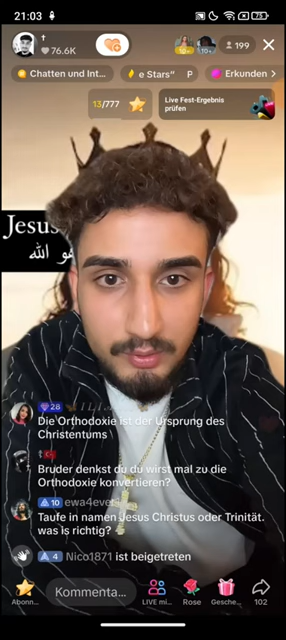 21:03
75
†
76.6K
10+
199
Chatten und Int...
e Stars“ P
Erkunden >
13/777
Live Fest-Ergebnis
prüfen
Jesus
هو الله
28
Die Orthodoxie ist der Ursprung des
Christentums
Bruder denkst du du wirst mal zu die
Orthodoxie konvertieren?
10 ewa4eve
Taufe in namen Jesus Christus oder Trinität.
was is richtig?
4 Nico1871 ist beigetreten
Abonn...
Kommenta...
LIVE mi...
Rose
Gesche...
102